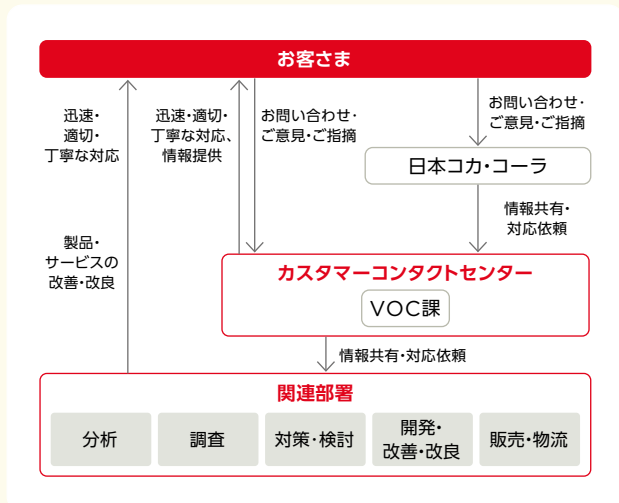 お客さま
迅速・
適切・
丁寧な対応
迅速・適切・
丁寧な対応、
情報提供
お問い合わせ・
ご意見・ご指摘
お問い合わせ・
ご意見・ご指摘
日本コカ・コーラ
情報共有・
対応依頼
製品・
サービスの
改善・改良
カスタマーコンタクトセンター
VOC課
情報共有・対応依頼
関連部署
分析
調査
対策・検討
開発・
改善・改良
販売・物流